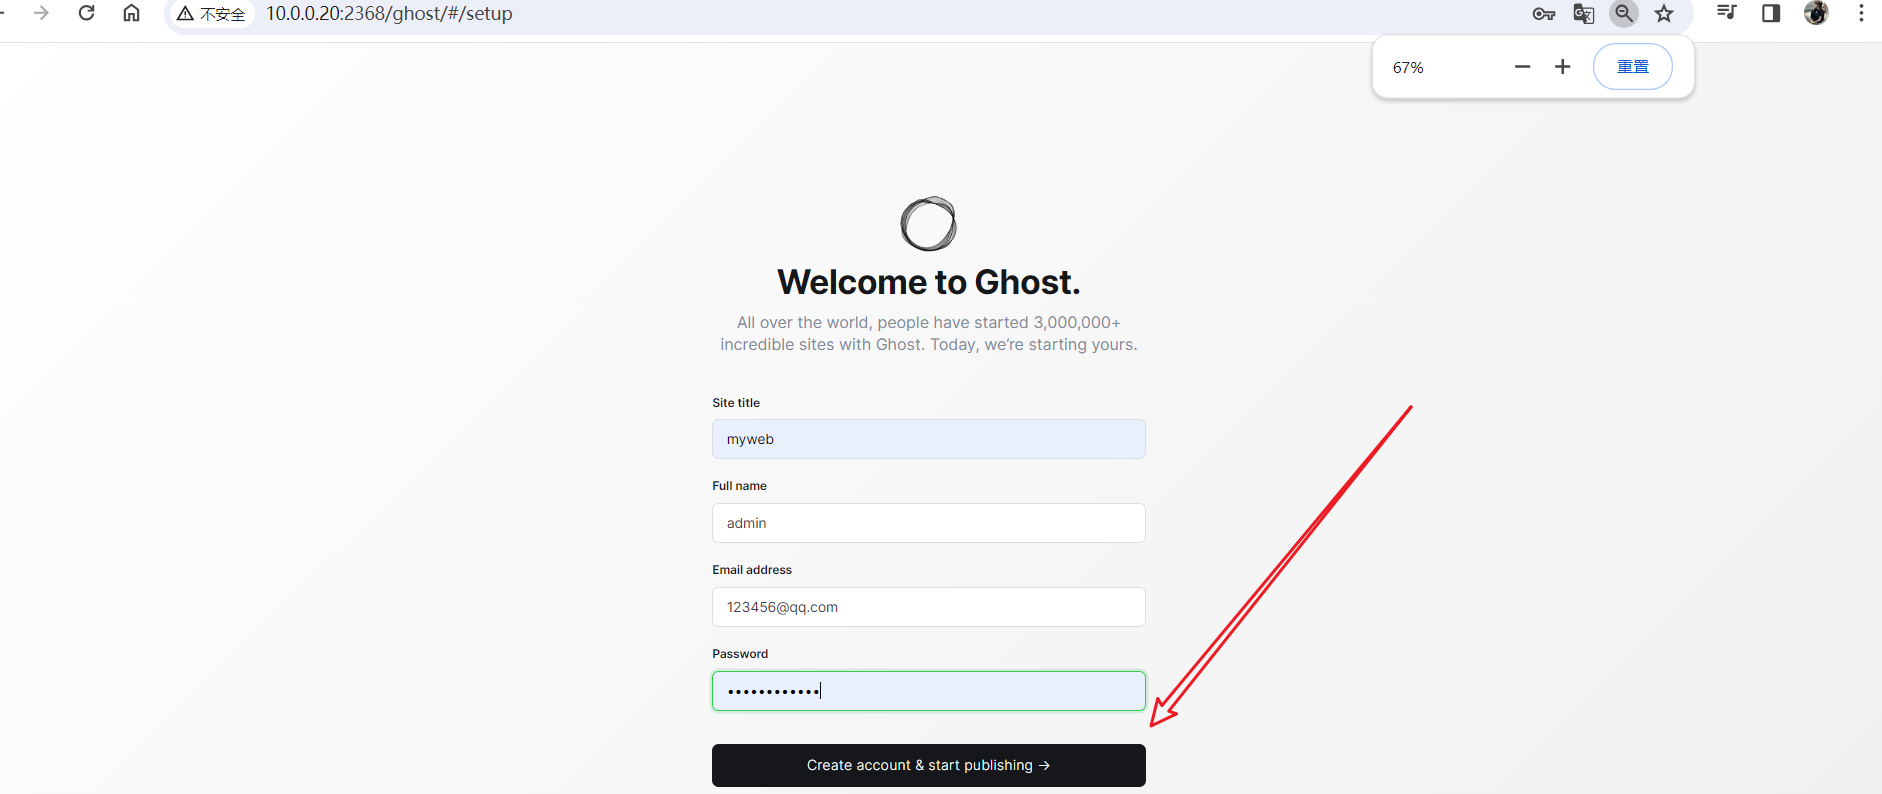 不安全
10.0.0.20:2368/ghost/#/setup
67%
重置
Welcome to Ghost.
All over the world, people have started 3,000,000+
incredible sites with Ghost. Today, we’re starting yours.
Site title
myweb
Full name
admin
Email address
123456@qq.com
Password
••••••••••••
Create account & start publishing →